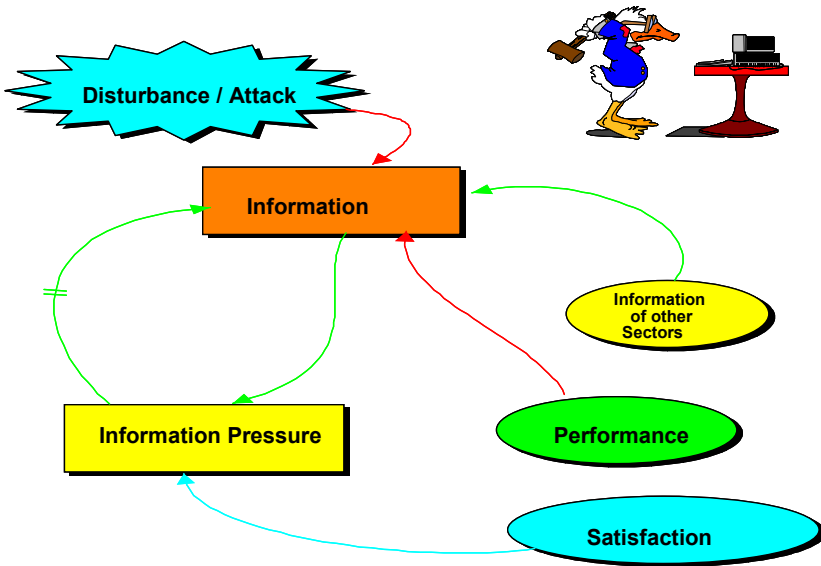 Disturbance / Attack
Information
Information
of other
Sectors
Information Pressure
Performance
Satisfaction